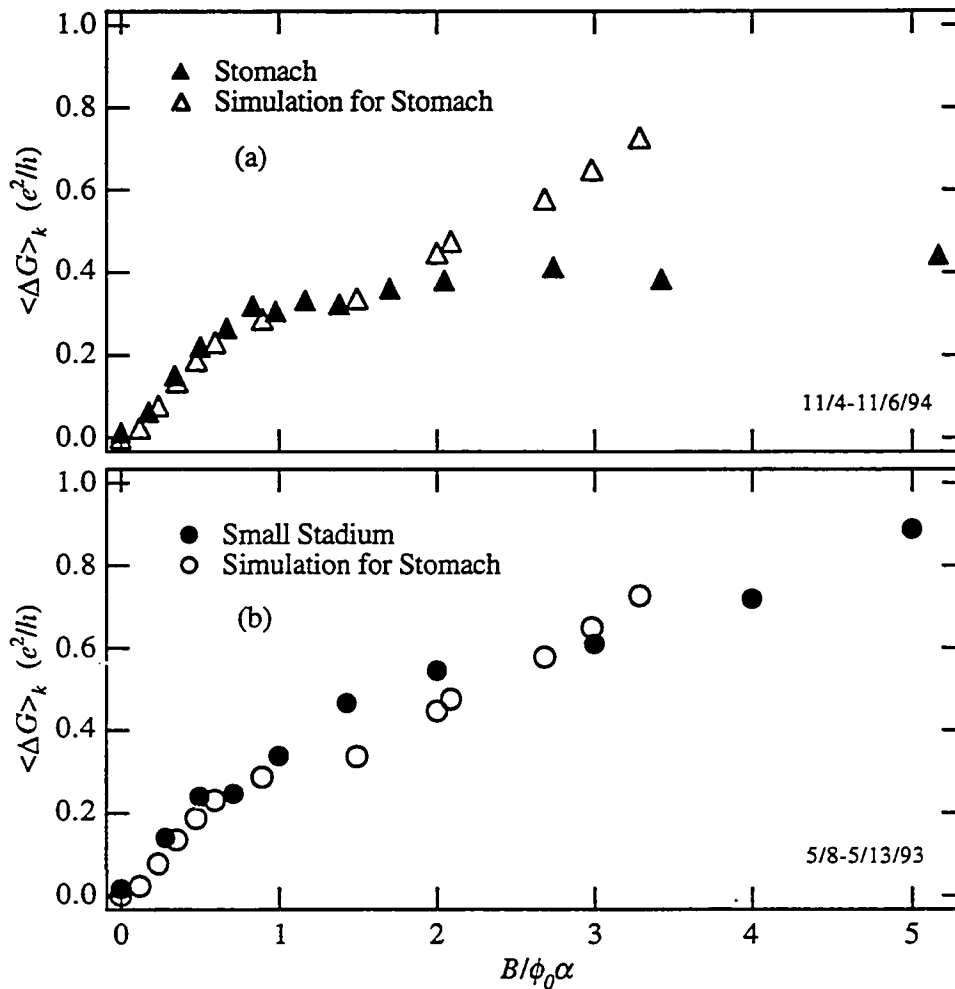 1.0
0.8
0.6
0.4
0.2
0.0
<ΔG>k (e²/h)
▲ Stomach
△ Simulation for Stomach
(a)
11/4-11/6/94
1.0
0.8
0.6
0.4
0.2
0.0
<ΔG>k (e²/h)
● Small Stadium
○ Simulation for Stomach
(b)
5/8-5/13/93
0 1 2 3 4 5
B/ϕ0α